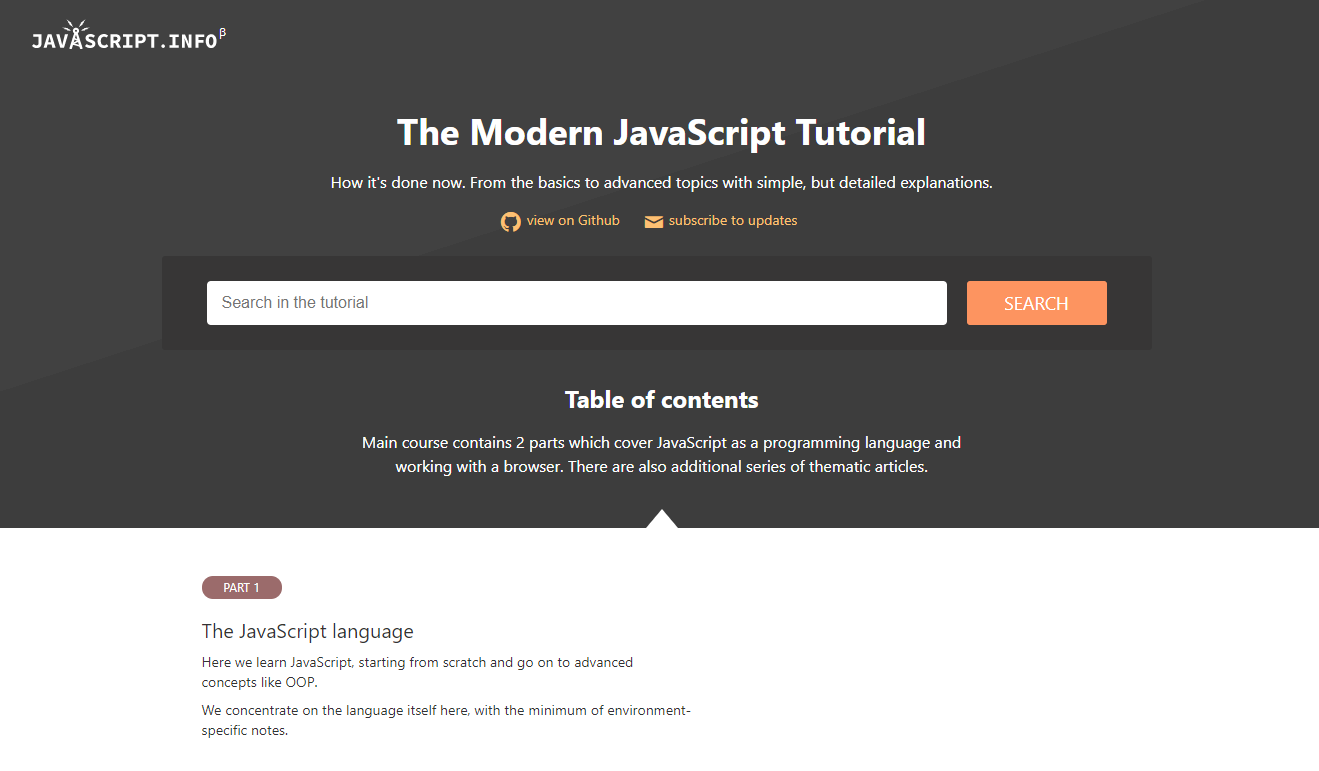 JAVASCRIPT.INFO β
The Modern JavaScript Tutorial
How it's done now. From the basics to advanced topics with simple, but detailed explanations.
view on Github subscribe to updates
Search in the tutorial SEARCH
Table of contents
Main course contains 2 parts which cover JavaScript as a programming language and
working with a browser. There are also additional series of thematic articles.
PART 1
The JavaScript language
Here we learn JavaScript, starting from scratch and go on to advanced
concepts like OOP.
We concentrate on the language itself here, with the minimum of environment-
specific notes.